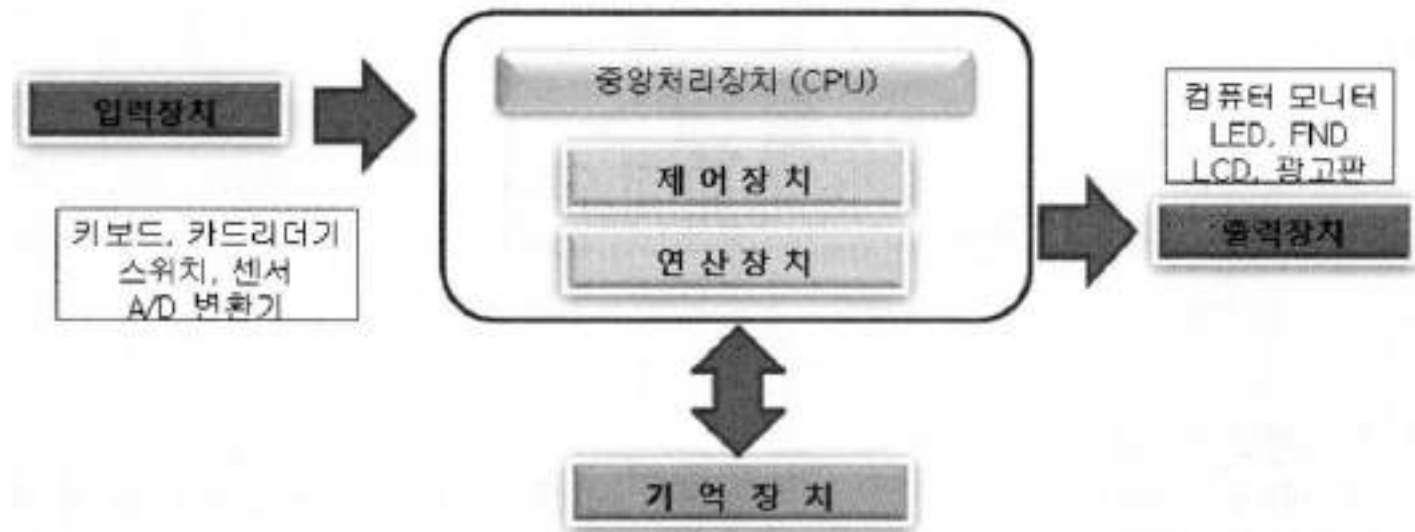 입력장치
키보드, 카드리더기
스위치, 센서
A/D 변환기
중앙처리장치 (CPU)
제 어 장 치
연 산 장 치
기 억 장 치
컴퓨터 모니터
LED, FND
LCD, 광고판
출력장치